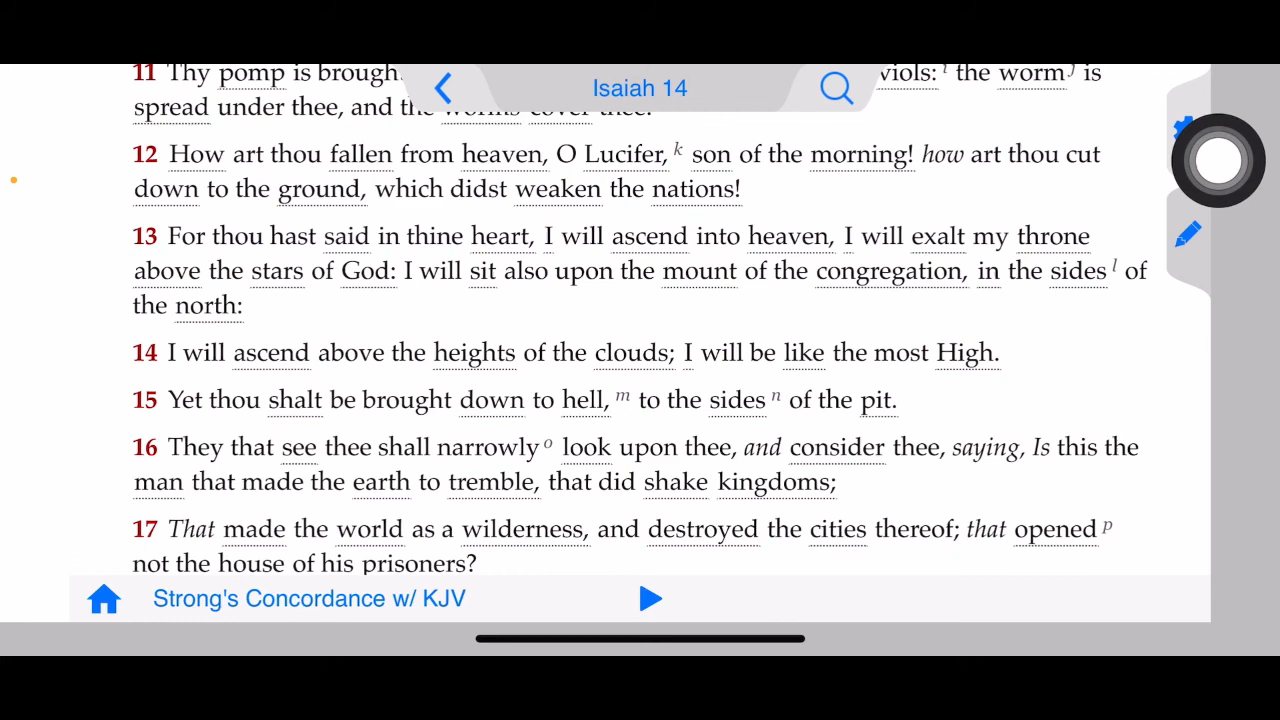 11 Thy pomp is brough
Isaiah 14
viols: i the worm j is
spread under thee, and the worms cover thee.
12 How art thou fallen from heaven, O Lucifer, k son of the morning! how art thou cut
down to the ground, which didst weaken the nations!
13 For thou hast said in thine heart, I will ascend into heaven, I will exalt my throne
above the stars of God: I will sit also upon the mount of the congregation, in the sides l of
the north:
14 I will ascend above the heights of the clouds; I will be like the most High.
15 Yet thou shalt be brought down to hell, m to the sides n of the pit.
16 They that see thee shall narrowly o look upon thee, and consider thee, saying, Is this the
man that made the earth to tremble, that did shake kingdoms;
17 That made the world as a wilderness, and destroyed the cities thereof; that opened p
not the house of his prisoners?
Strong's Concordance w/ KJV